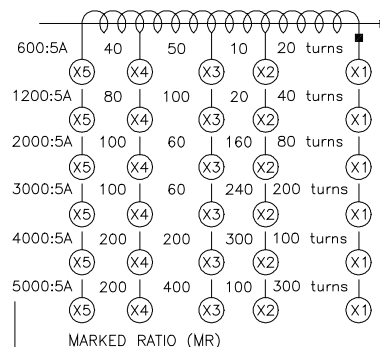 600:5A 40 50 10 20 turns
X5 X4 X3 X2 X1
1200:5A 80 100 20 40 turns
X5 X4 X3 X2 X1
2000:5A 100 60 160 80 turns
X5 X4 X3 X2 X1
3000:5A 100 60 240 200 turns
X5 X4 X3 X2 X1
4000:5A 200 200 300 100 turns
X5 X4 X3 X2 X1
5000:5A 200 400 100 300 turns
X5 X4 X3 X2 X1
MARKED RATIO (MR)